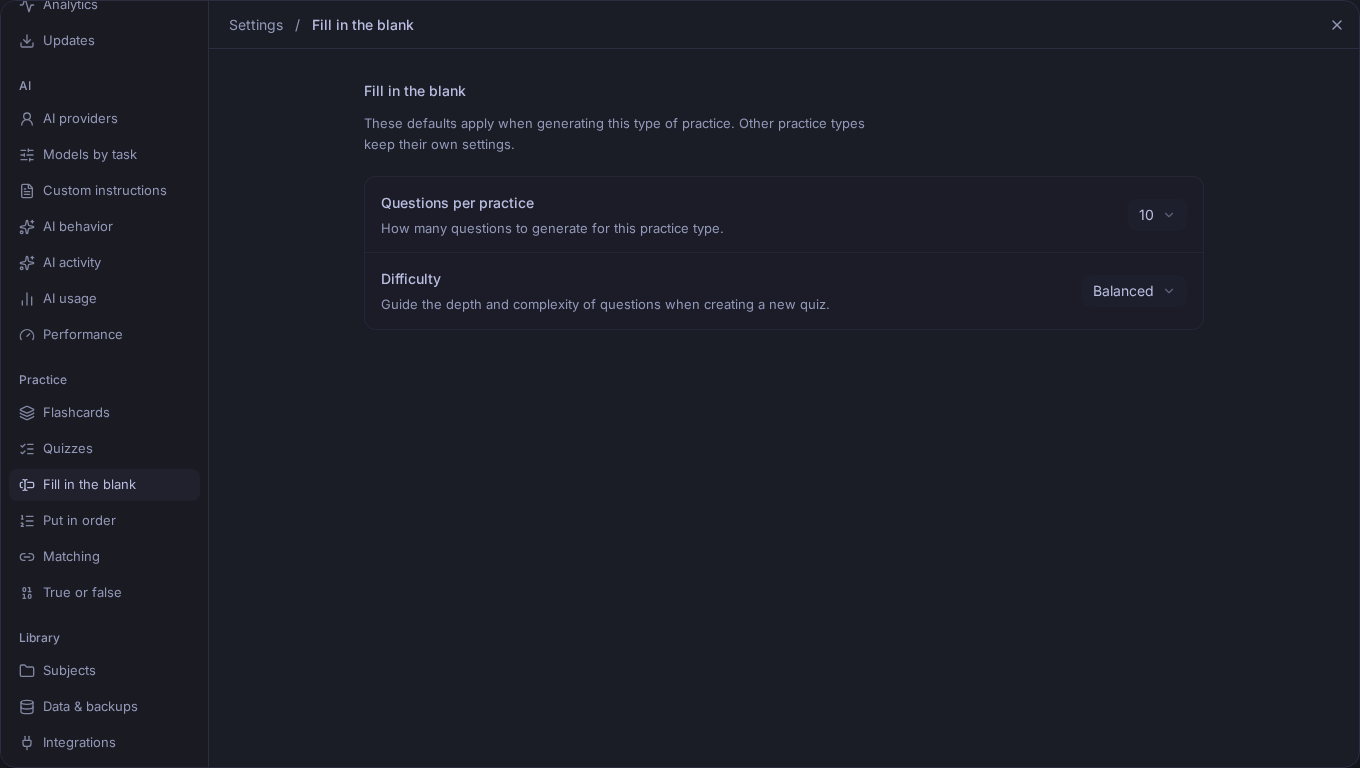 Analytics
Updates
AI
AI providers
Models by task
Custom instructions
AI behavior
AI activity
AI usage
Performance
Practice
Flashcards
Quizzes
Fill in the blank
Put in order
Matching
True or false
Library
Subjects
Data & backups
Integrations
Settings / Fill in the blank
Fill in the blank
These defaults apply when generating this type of practice. Other practice types
keep their own settings.
Questions per practice
How many questions to generate for this practice type.
10
Difficulty
Guide the depth and complexity of questions when creating a new quiz.
Balanced